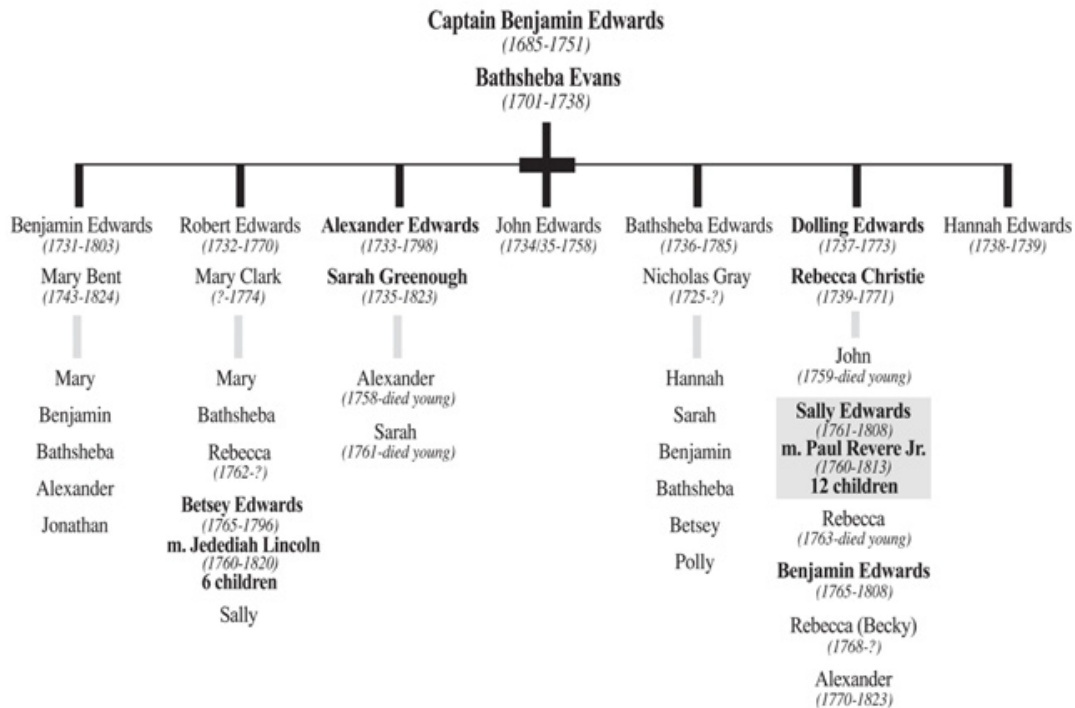 Captain Benjamin Edwards
(1685-1751)
Bathsheba Evans
(1701-1738)
Benjamin Edwards
(1731-1803)
Mary Bent
(1743-1824)
Mary
Benjamin
Bathsheba
Alexander
Jonathan
Robert Edwards
(1732-1770)
Mary Clark
(?-1774)
Mary
Bathsheba
Rebecca
(1762-?)
Betsey Edwards
(1765-1796)
m. Jedediah Lincoln
(1760-1820)
6 children
Sally
Alexander Edwards
(1733-1798)
Sarah Greenough
(1735-1823)
Alexander
(1758-died young)
Sarah
(1761-died young)
John Edwards
(1734/35-1758)
Bathsheba Edwards
(1736-1785)
Nicholas Gray
(1725-?)
Hannah
Sarah
Benjamin
Bathsheba
Betsey
Polly
Dolling Edwards
(1737-1773)
Rebecca Christie
(1739-1771)
John
(1759-died young)
Sally Edwards
(1761-1808)
m. Paul Revere Jr.
(1760-1813)
12 children
Rebecca
(1763-died young)
Benjamin Edwards
(1765-1808)
Rebecca (Becky)
(1768-?)
Alexander
(1770-1823)
Hannah Edwards
(1738-1739)